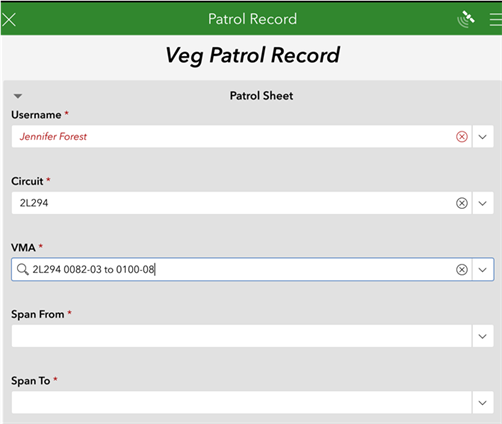 Patrol Record
Veg Patrol Record
Patrol Sheet
Username *
Jennifer Forest
Circuit *
2L294
VMA *
2L294 0082-03 to 0100-08
Span From *
Span To *